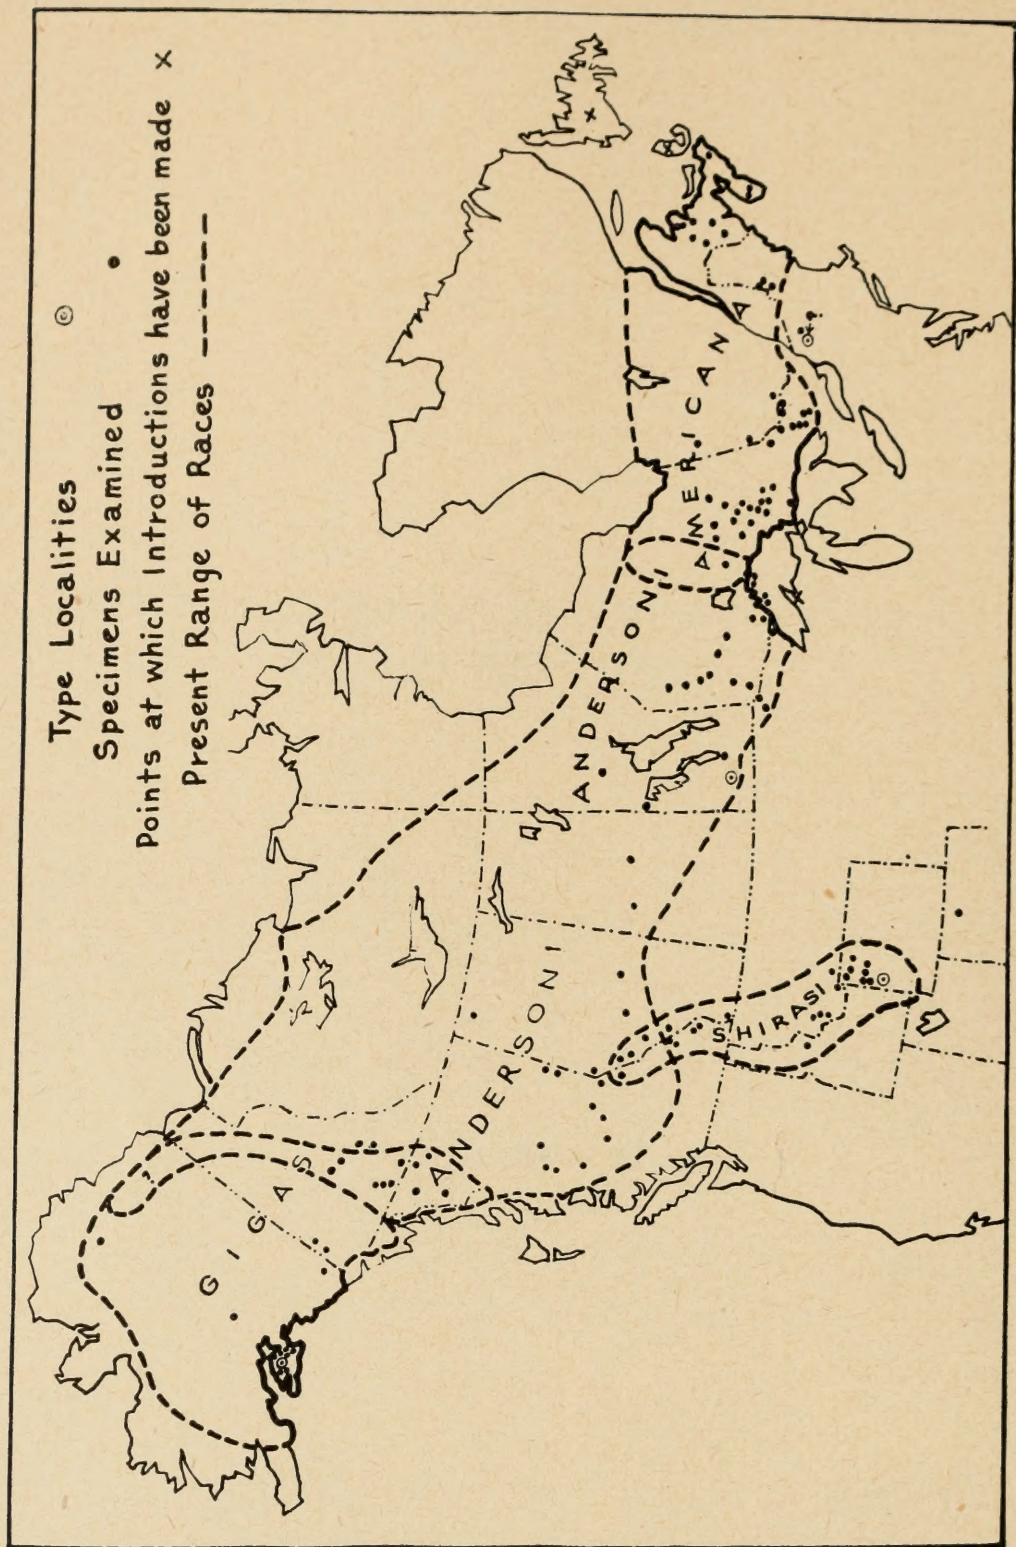 Type Localities ⊙
Specimens Examined •
Points at which Introductions have been made x
Present Range of Races ------
GIGAS
ANDERSONI
ANDERSONI
AMERICANA
SHIRASI
?
?